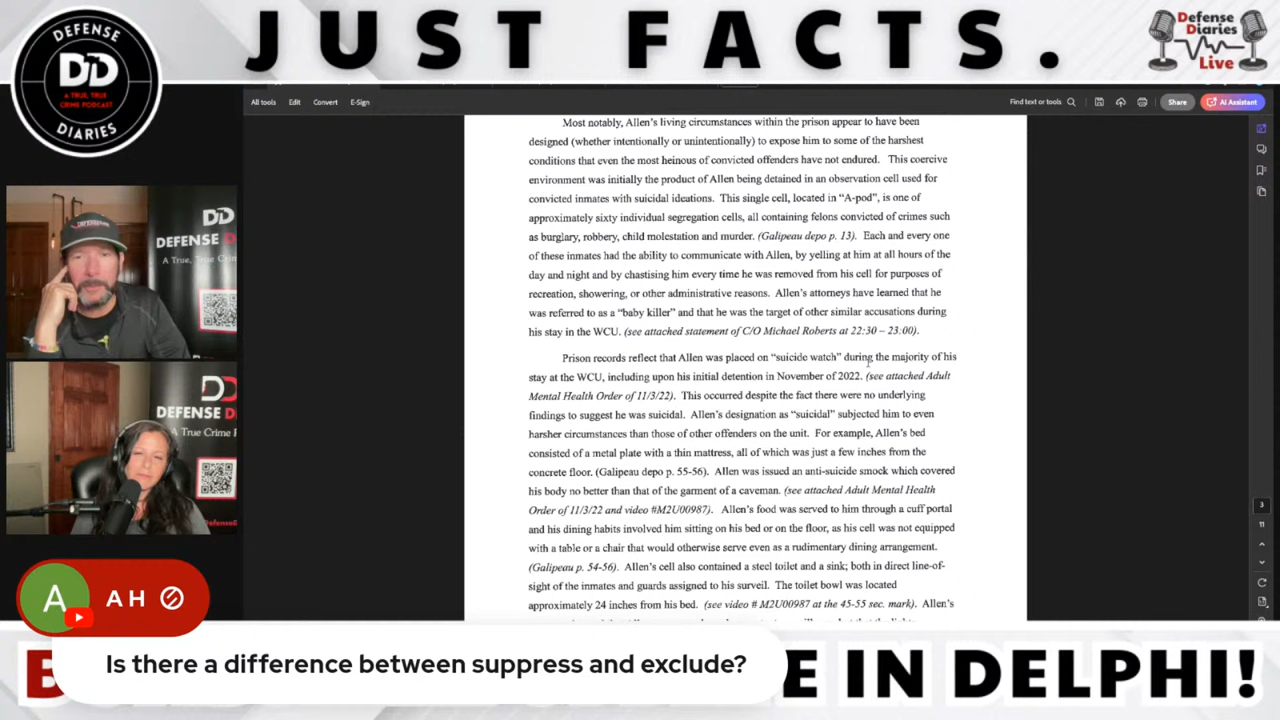 JUST FACTS.
DEFENSE
DD
A TRUE, TRUE
CRIME PODCAST
DIARIES
Defense
Diaries
Live
All tools Edit Convert E-Sign
Find text or tools
Share
AI Assistant
Most notably, Allen's living circumstances within the prison appear to have been
designed (whether intentionally or unintentionally) to expose him to some of the harshest
conditions that even the most heinous of convicted offenders have not endured. This coercive
environment was initially the product of Allen being detained in an observation cell used for
convicted inmates with suicidal ideations. This single cell, located in "A-pod", is one of
approximately sixty individual segregation cells, all containing felons convicted of crimes such
as burglary, robbery, child molestation and murder. (Galipeau depo p. 13). Each and every one
of these inmates had the ability to communicate with Allen, by yelling at him at all hours of the
day and night and by chastising him every time he was removed from his cell for purposes of
recreation, showering, or other administrative reasons. Allen's attorneys have learned that he
was referred to as a "baby killer" and that he was the target of other similar accusations during
his stay in the WCU. (see attached statement of C/O Michael Roberts at 22:30 – 23:00).
Prison records reflect that Allen was placed on "suicide watch" during the majority of his
stay at the WCU, including upon his initial detention in November of 2022. (see attached Adult
Mental Health Order of 11/3/22). This occurred despite the fact there were no underlying
findings to suggest he was suicidal. Allen's designation as "suicidal" subjected him to even
harsher circumstances than those of other offenders on the unit. For example, Allen's bed
consisted of a metal plate with a thin mattress, all of which was just a few inches from the
concrete floor. (Galipeau depo p. 55-56). Allen was issued an anti-suicide smock which covered
his body no better than that of the garment of a caveman. (see attached Adult Mental Health
Order of 11/3/22 and video #M2U00987). Allen's food was served to him through a cuff portal
and his dining habits involved him sitting on his bed or on the floor, as his cell was not equipped
with a table or a chair that would otherwise serve even as a rudimentary dining arrangement.
(Galipeau p. 54-56). Allen's cell also contained a steel toilet and a sink; both in direct line-of-
sight of the inmates and guards assigned to his surveil. The toilet bowl was located
approximately 24 inches from his bed. (see video # M2U00987 at the 45-55 sec. mark). Allen's
3
11
DD
DEFENSE D
A True, True Crim
DEFENSE D
A True Crime P
A
A H
Is there a difference between suppress and exclude?
B
E IN DELPHI!